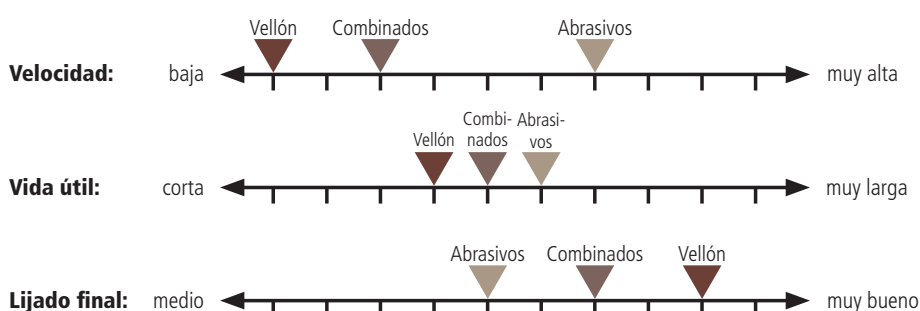 Vellón Combinados Abrasivos
Velocidad: baja muy alta
Combi- Abrasi-
Vellón nados vos
Vida útil: corta muy larga
Abrasivos Combinados Vellón
Lijado final: medio muy bueno